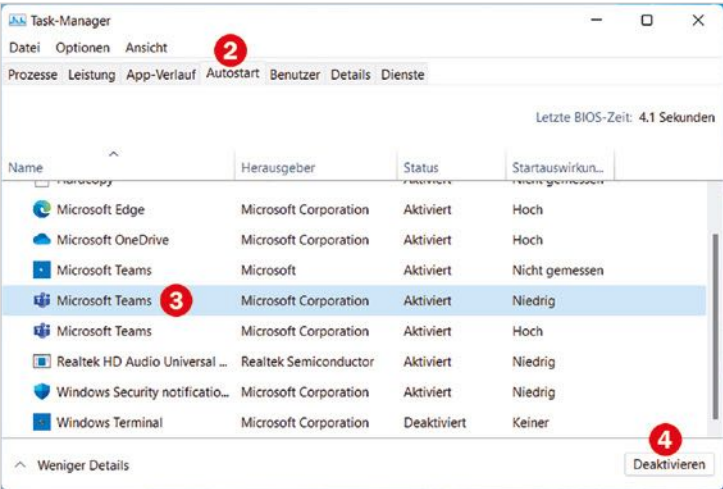 Task-Manager
Datei Optionen Ansicht
2
Prozesse Leistung App-Verlauf Autostart Benutzer Details Dienste
Letzte BIOS-Zeit: 4.1 Sekunden
Name Herausgeber Status Startauswirkun...
Hardcopy Aktiviert Nicht gemessen
Microsoft Edge Microsoft Corporation Aktiviert Hoch
Microsoft OneDrive Microsoft Corporation Aktiviert Hoch
Microsoft Teams Microsoft Aktiviert Nicht gemessen
Microsoft Teams 3 Microsoft Corporation Aktiviert Niedrig
Microsoft Teams Microsoft Corporation Aktiviert Hoch
Realtek HD Audio Universal ... Realtek Semiconductor Aktiviert Niedrig
Windows Security notificatio... Microsoft Corporation Aktiviert Niedrig
Windows Terminal Microsoft Corporation Deaktiviert Keiner
4
Weniger Details Deaktivieren